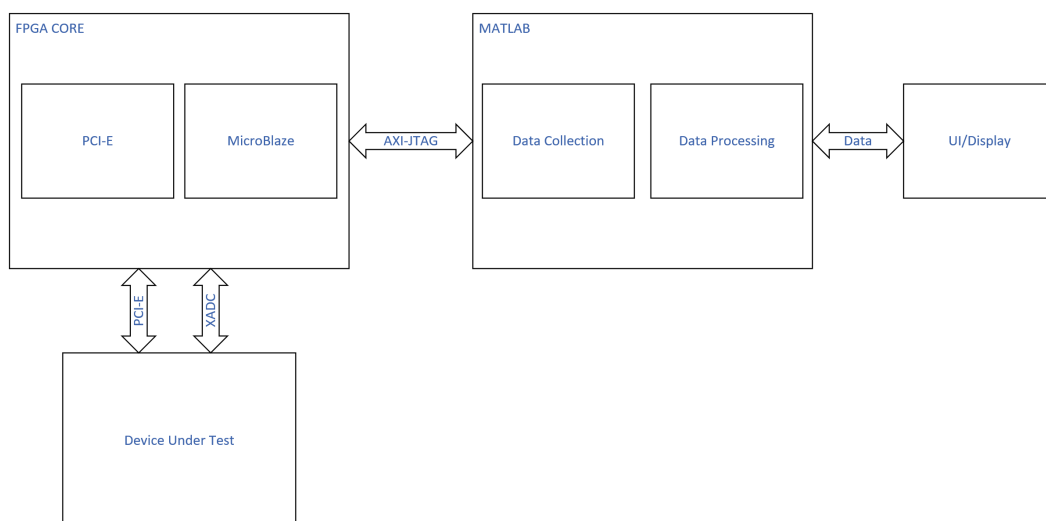 FPGA CORE
MATLAB
PCI-E
MicroBlaze
AXI-JTAG
Data Collection
Data Processing
Data
UI/Display
PCI-E
XADC
Device Under Test